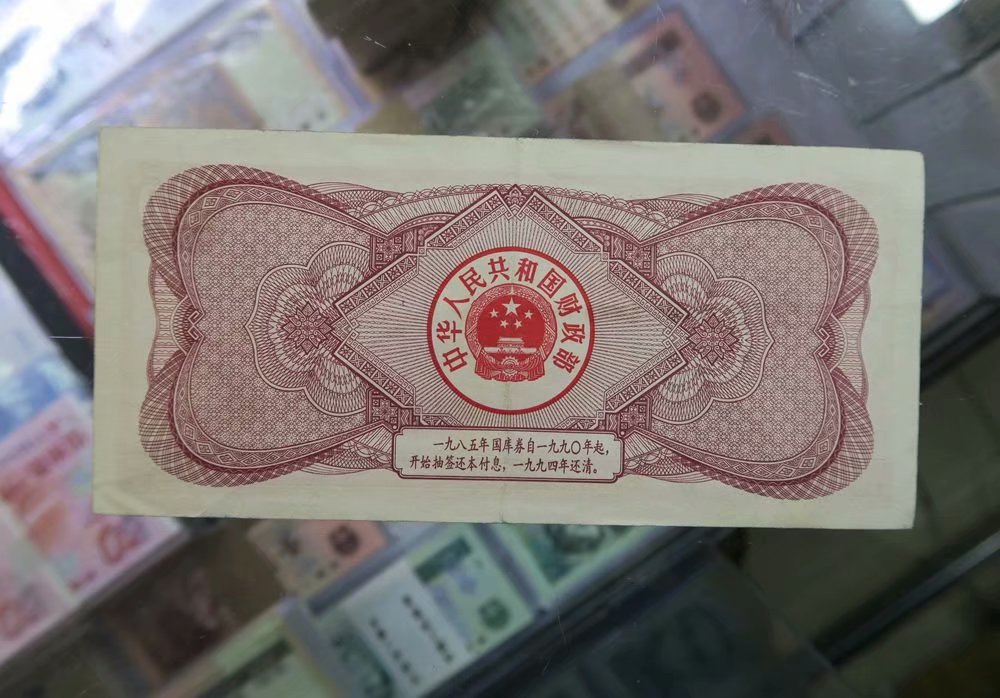 中华人民共和国财政部
一九八五年国库券自一九九〇年起，
开始抽签还本付息，一九九四年还清。